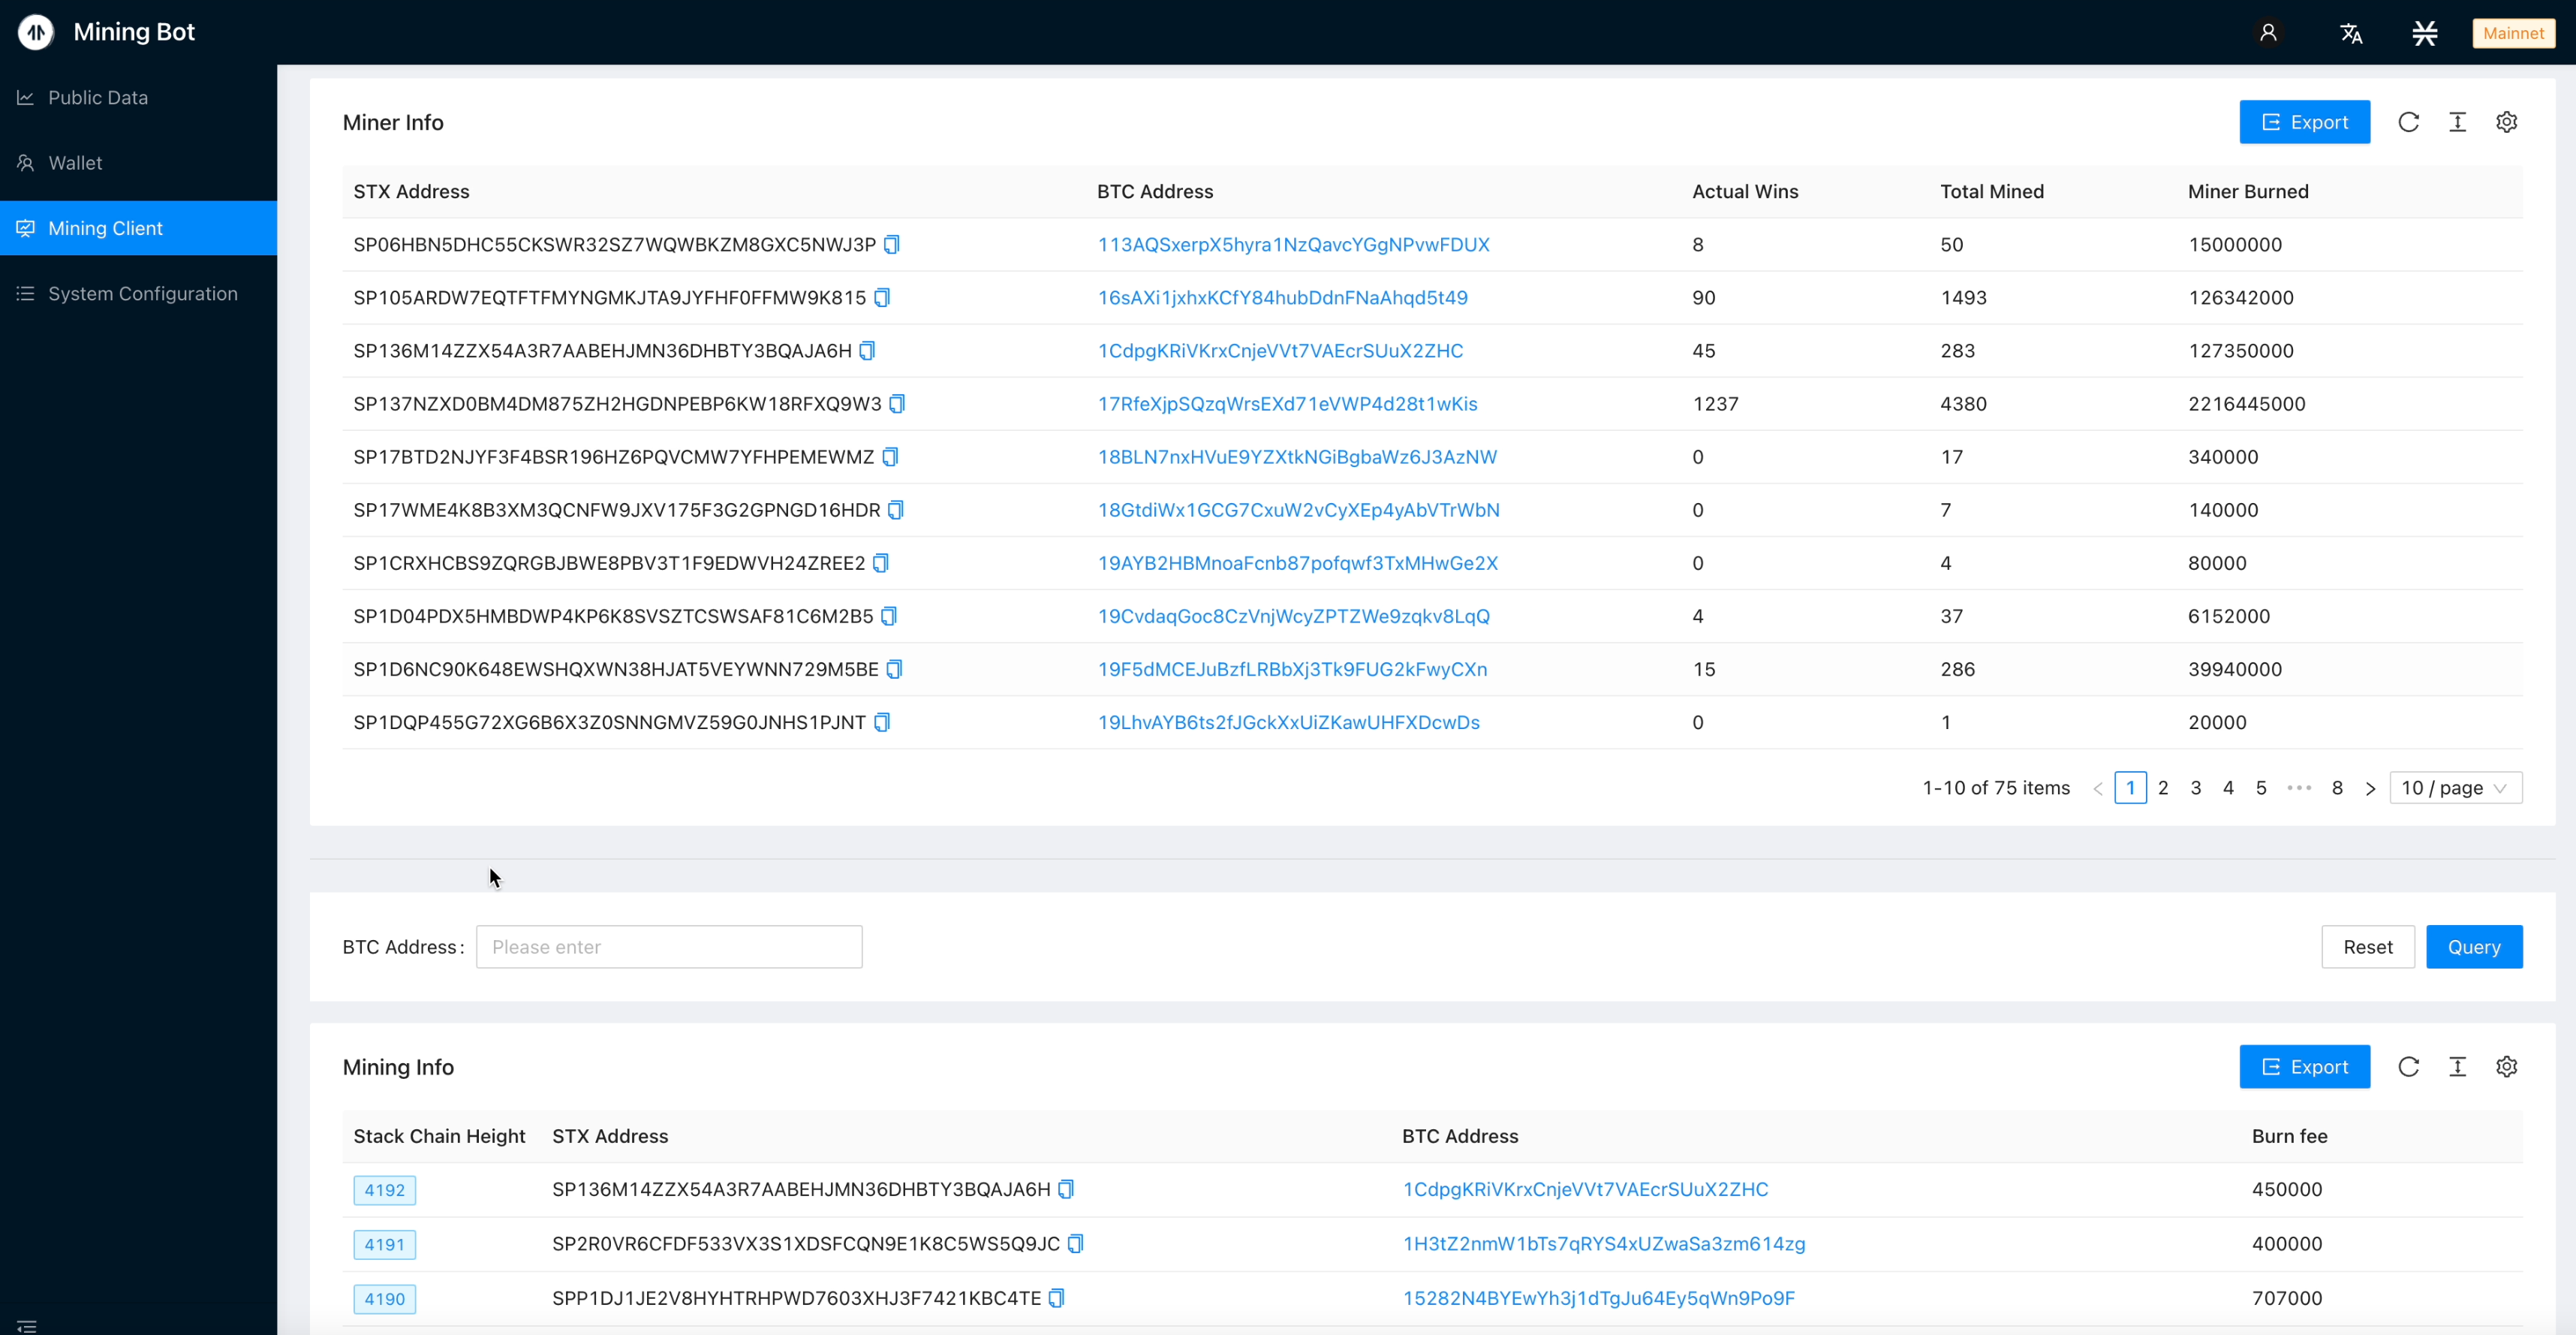 Mining Bot
Mainnet
Public Data
Wallet
Mining Client
System Configuration
Miner Info
Export
STX Address BTC Address Actual Wins Total Mined Miner Burned
SP06HBN5DHC55CKSWR32SZ7WQWBKZM8GXC5NWJ3P 113AQSxerpX5hyra1NzQavcYGgNPvwFDUX 8 50 15000000
SP105ARDW7EQTFTFMYNGMKJTA9JYFHF0FFMW9K815 16sAXi1jxhxKCfY84hubDdnFNaAhqd5t49 90 1493 126342000
SP136M14ZZX54A3R7AABEHJMN36DHBTY3BQAJA6H 1CdpgKRiVKrxCnjeVVt7VAEcrSUuX2ZHC 45 283 127350000
SP137NZXD0BM4DM875ZH2HGDNPEBP6KW18RFXQ9W3 17RfeXjpSQzqWrsEXd71eVWP4d28t1wKis 1237 4380 2216445000
SP17BTD2NJYF3F4BSR196HZ6PQVCMW7YFHPEMEWMZ 18BLN7nxHVuE9YZXtkNGiBgbaWz6J3AzNW 0 17 340000
SP17WME4K8B3XM3QCNFW9JXV175F3G2GPNGD16HDR 18GtdiWx1GCG7CxuW2vCyXEp4yAbVTrWbN 0 7 140000
SP1CRXHCBS9ZQRGBJBWE8PBV3T1F9EDWVH24ZREE2 19AYB2HBMnoaFcnb87pofqwf3TxMHwGe2X 0 4 80000
SP1D04PDX5HMBDWP4KP6K8SVSZTCSWSAF81C6M2B5 19CvdaqGoc8CzVnjWcyZPTZWe9zqkv8LqQ 4 37 6152000
SP1D6NC90K648EWSHQXWN38HJAT5VEYWNN729M5BE 19F5dMCEJuBzfLRBbXj3Tk9FUG2kFwyCXn 15 286 39940000
SP1DQP455G72XG6B6X3Z0SNNGMVZ59G0JNHS1PJNT 19LhvAYB6ts2fJGckXxUiZKawUHFXDcwDs 0 1 20000
1-10 of 75 items < 1 2 3 4 5 ••• 8 > 10 / page
BTC Address: Please enter Reset Query
Mining Info
Export
Stack Chain Height STX Address BTC Address Burn fee
4192 SP136M14ZZX54A3R7AABEHJMN36DHBTY3BQAJA6H 1CdpgKRiVKrxCnjeVVt7VAEcrSUuX2ZHC 450000
4191 SP2R0VR6CFDF533VX3S1XDSFCQN9E1K8C5WS5Q9JC 1H3tZ2nmW1bTs7qRYS4xUZwaSa3zm614zg 400000
4190 SPP1DJ1JE2V8HYHTRHPWD7603XHJ3F7421KBC4TE 15282N4BYEwYh3j1dTgJu64Ey5qWn9Po9F 707000